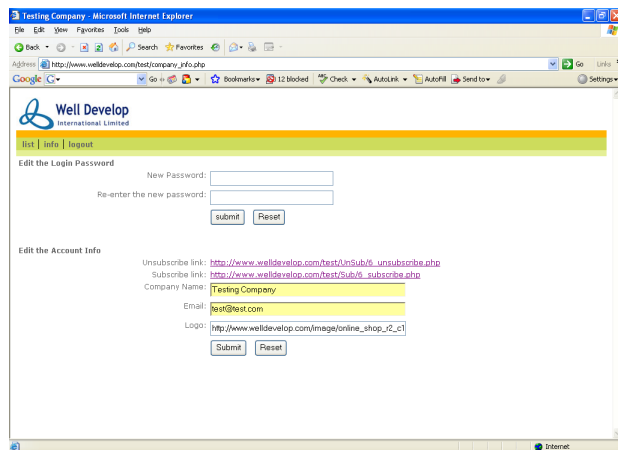 Testing Company - Microsoft Internet Explorer
File Edit View Favorites Tools Help
Back Search Favorites
Address http://www.welldevelop.com/test/company_info.php Go Links
Google G Go Bookmarks 12 blocked Check AutoLink AutoFill Send to Settings
Well Develop
International Limited
list | info | logout
Edit the Login Password
New Password:
Re-enter the new password:
submit Reset
Edit the Account Info
Unsubscribe link: http://www.welldevelop.com/test/UnSub/6_unsubscribe.php
Subscribe link: http://www.welldevelop.com/test/Sub/6_subscribe.php
Company Name: Testing Company
Email: test@test.com
Logo: http://www.welldevelop.com/image/online_shop_r2_c1
Submit Reset
Internet